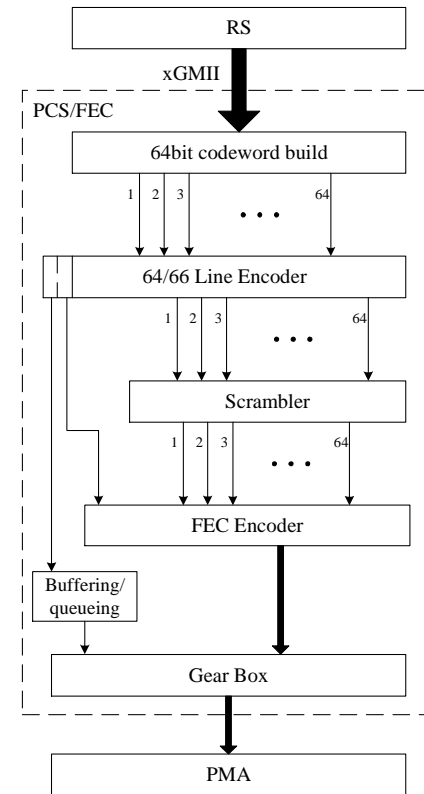 RS
xGMII
PCS/FEC
64bit codeword build
1 2 3 • • • 64
64/66 Line Encoder
1 2 3 • • • 64
Scrambler
1 2 3 • • • 64
FEC Encoder
Buffering/
queueing
Gear Box
PMA